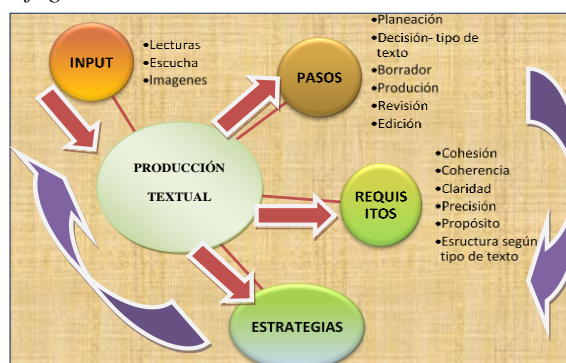 INPUT
•Lecturas
•Escucha
•Imagenes
PASOS
•Planeación
•Decisión- tipo de
texto
•Borrador
•Produción
•Revisión
•Edición
PRODUCCIÓN
TEXTUAL
REQUIS
ITOS
•Cohesión
•Coherencia
•Claridad
•Precisión
•Propósito
•Esructura según
tipo de texto
ESTRATEGIAS